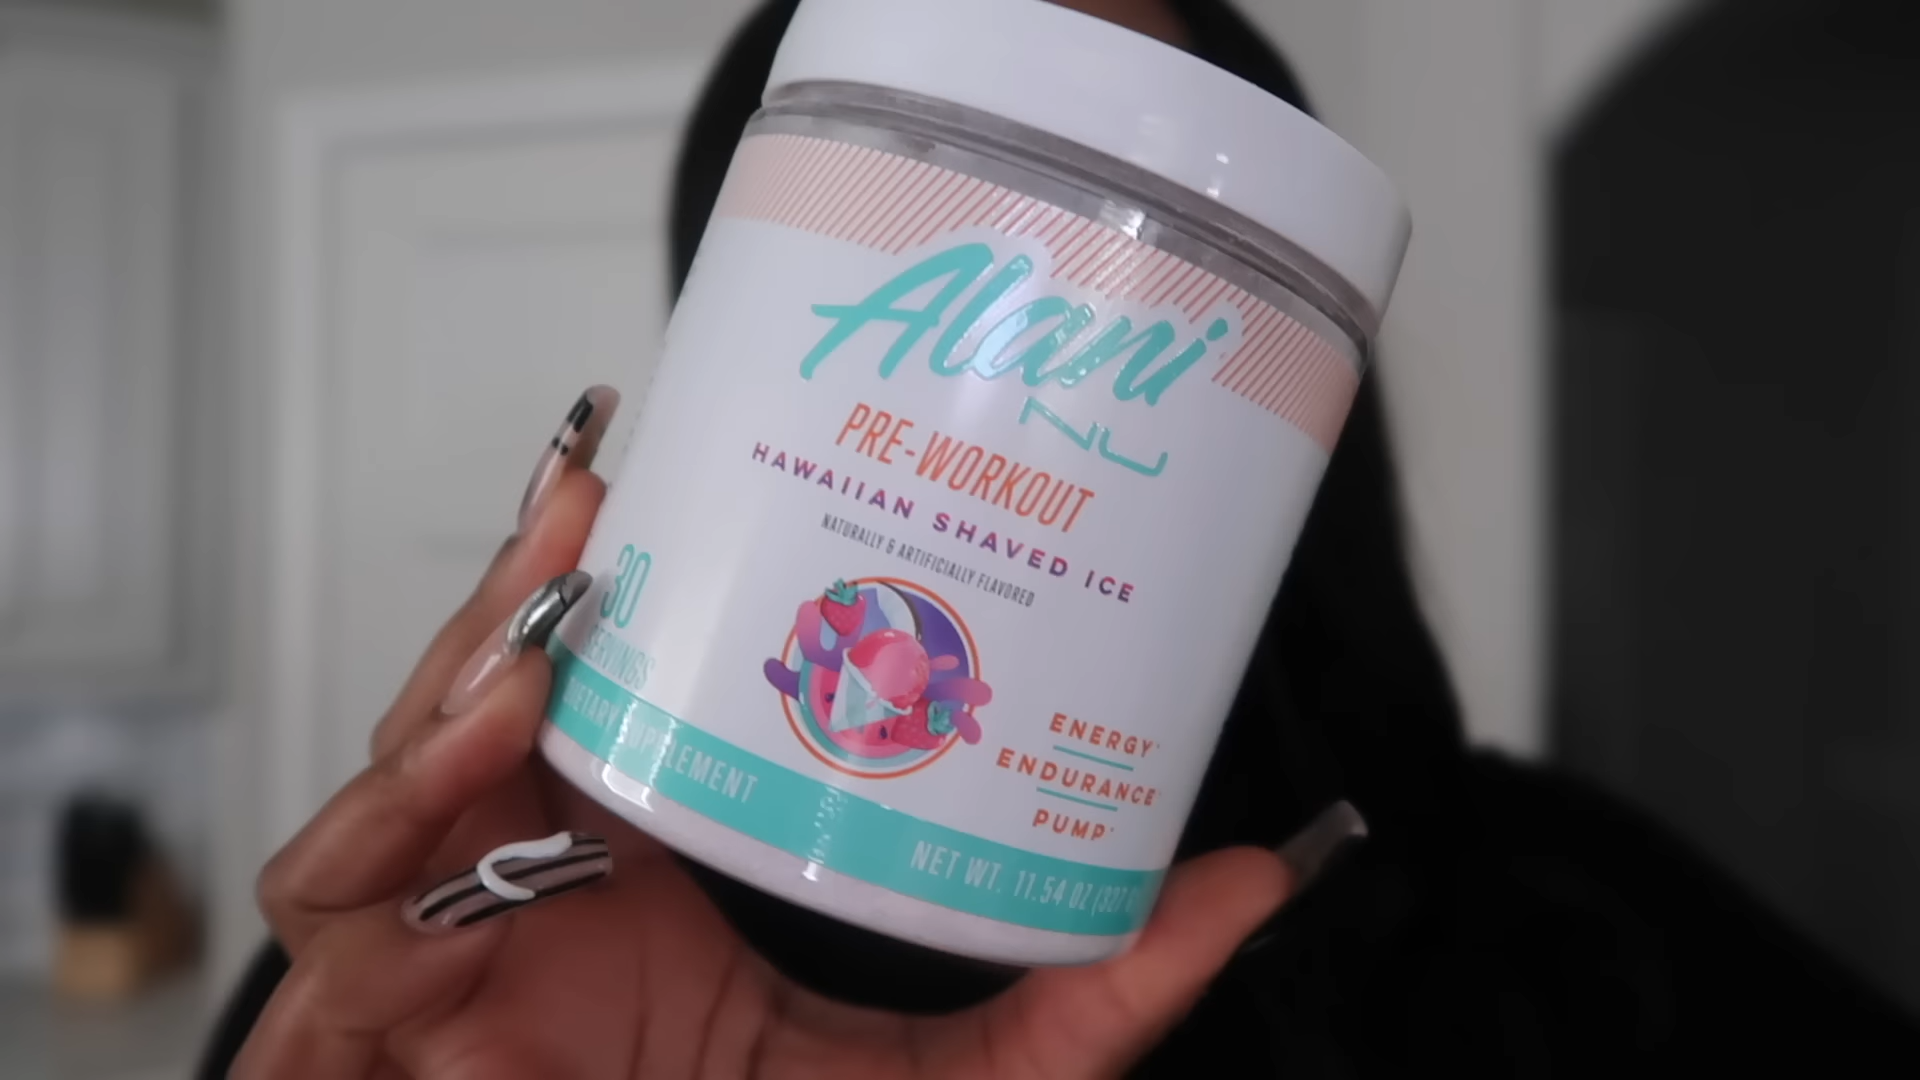 Alani
NU
PRE-WORKOUT
HAWAIIAN SHAVED ICE
NATURALLY & ARTIFICIALLY FLAVORED
30
SERVINGS
ENERGY*
ENDURANCE*
PUMP*
DIETARY SUPPLEMENT
NET WT. 11.54 OZ (327